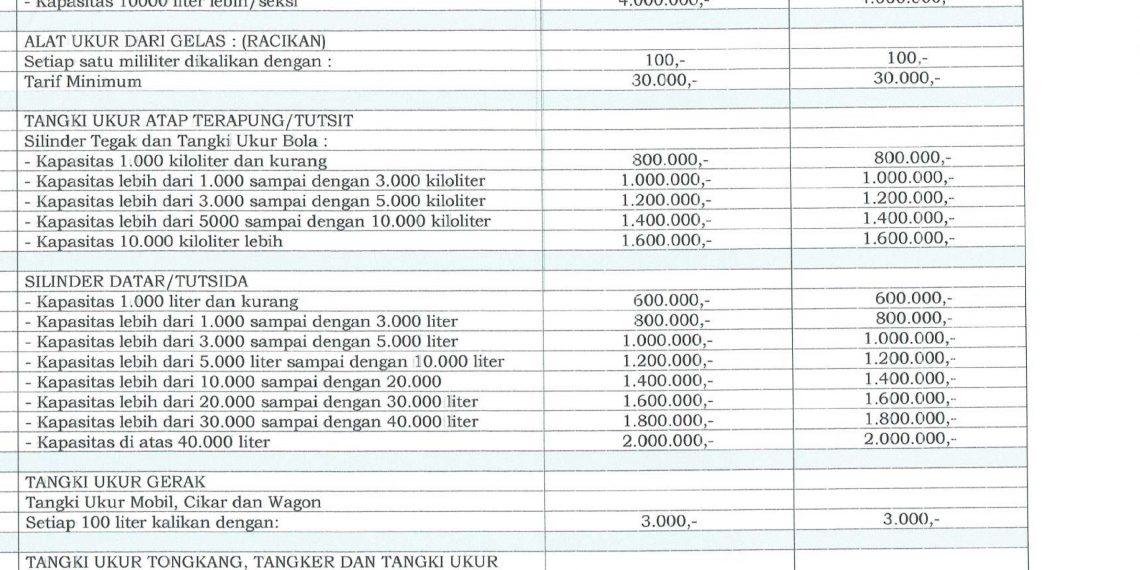 - Kapasitas 10000 liter lebih/seksi 4.000.000,-
ALAT UKUR DARI GELAS : (RACIKAN)
Setiap satu mililiter dikalikan dengan : 100,- 100,-
Tarif Minimum 30.000,- 30.000,-
TANGKI UKUR ATAP TERAPUNG/TUTSIT
Silinder Tegak dan Tangki Ukur Bola :
- Kapasitas 1.000 kiloliter dan kurang 800.000,- 800.000,-
- Kapasitas lebih dari 1.000 sampai dengan 3.000 kiloliter 1.000.000,- 1.000.000,-
- Kapasitas lebih dari 3.000 sampai dengan 5.000 kiloliter 1.200.000,- 1.200.000,-
- Kapasitas lebih dari 5000 sampai dengan 10.000 kiloliter 1.400.000,- 1.400.000,-
- Kapasitas 10.000 kiloliter lebih 1.600.000,- 1.600.000,-
SILINDER DATAR/TUTSIDA
- Kapasitas 1.000 liter dan kurang 600.000,- 600.000,-
- Kapasitas lebih dari 1.000 sampai dengan 3.000 liter 800.000,- 800.000,-
- Kapasitas lebih dari 3.000 sampai dengan 5.000 liter 1.000.000,- 1.000.000,-
- Kapasitas lebih dari 5.000 liter sampai dengan 10.000 liter 1.200.000,- 1.200.000,-
- Kapasitas lebih dari 10.000 sampai dengan 20.000 1.400.000,- 1.400.000,-
- Kapasitas lebih dari 20.000 sampai dengan 30.000 liter 1.600.000,- 1.600.000,-
- Kapasitas lebih dari 30.000 sampai dengan 40.000 liter 1.800.000,- 1.800.000,-
- Kapasitas di atas 40.000 liter 2.000.000,- 2.000.000,-
TANGKI UKUR GERAK
Tangki Ukur Mobil, Cikar dan Wagon
Setiap 100 liter kalikan dengan: 3.000,- 3.000,-
TANGKI UKUR TONGKANG, TANGKER DAN TANGKI UKUR